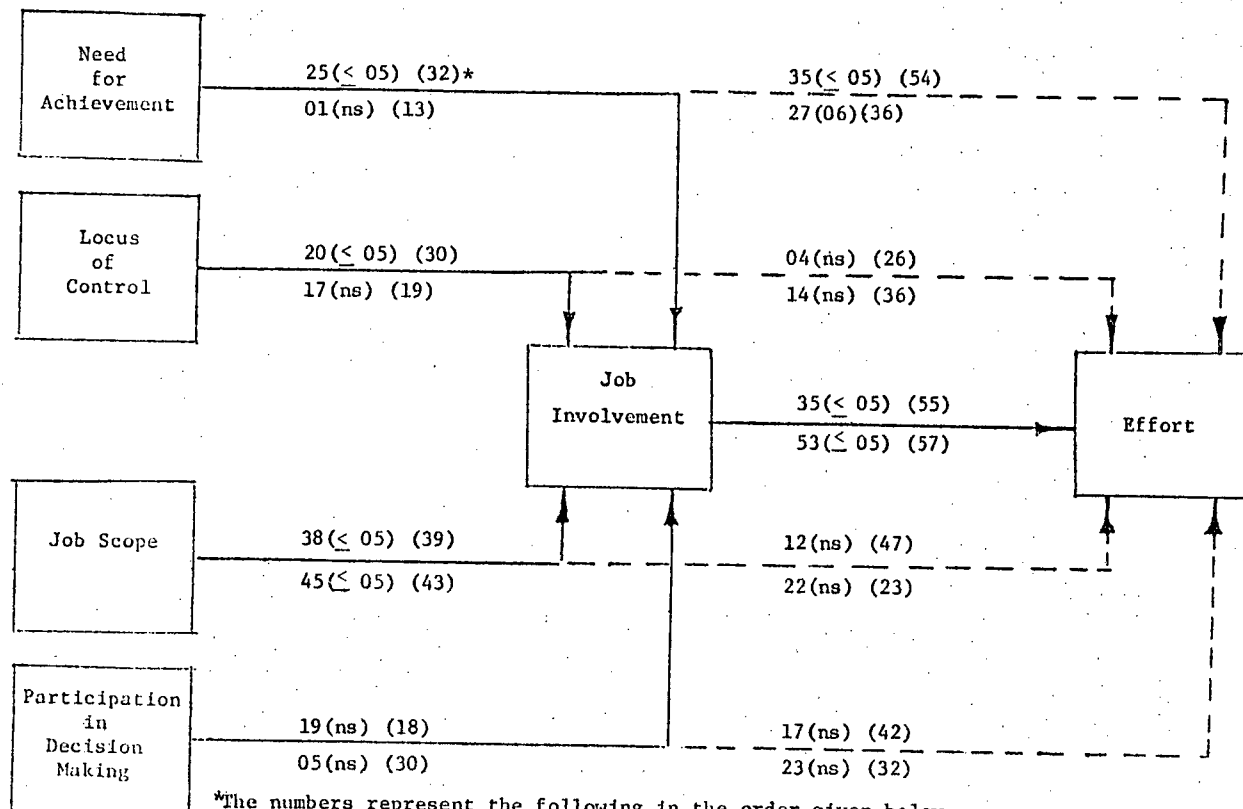 Need
for
Achievement
25(≤ 05) (32)*
01(ns) (13)
35(≤ 05) (54)
27(06)(36)
Locus
of
Control
20(≤ 05) (30)
17(ns) (19)
04(ns) (26)
14(ns) (36)
Job
Involvement
35(≤ 05) (55)
53(≤ 05) (57)
Effort
Job Scope
38(≤ 05) (39)
45(≤ 05) (43)
12(ns) (47)
22(ns) (23)
Participation
in
Decision
Making
19(ns) (18)
05(ns) (30)
17(ns) (42)
23(ns) (32)
*The numbers represent the following in the order given below